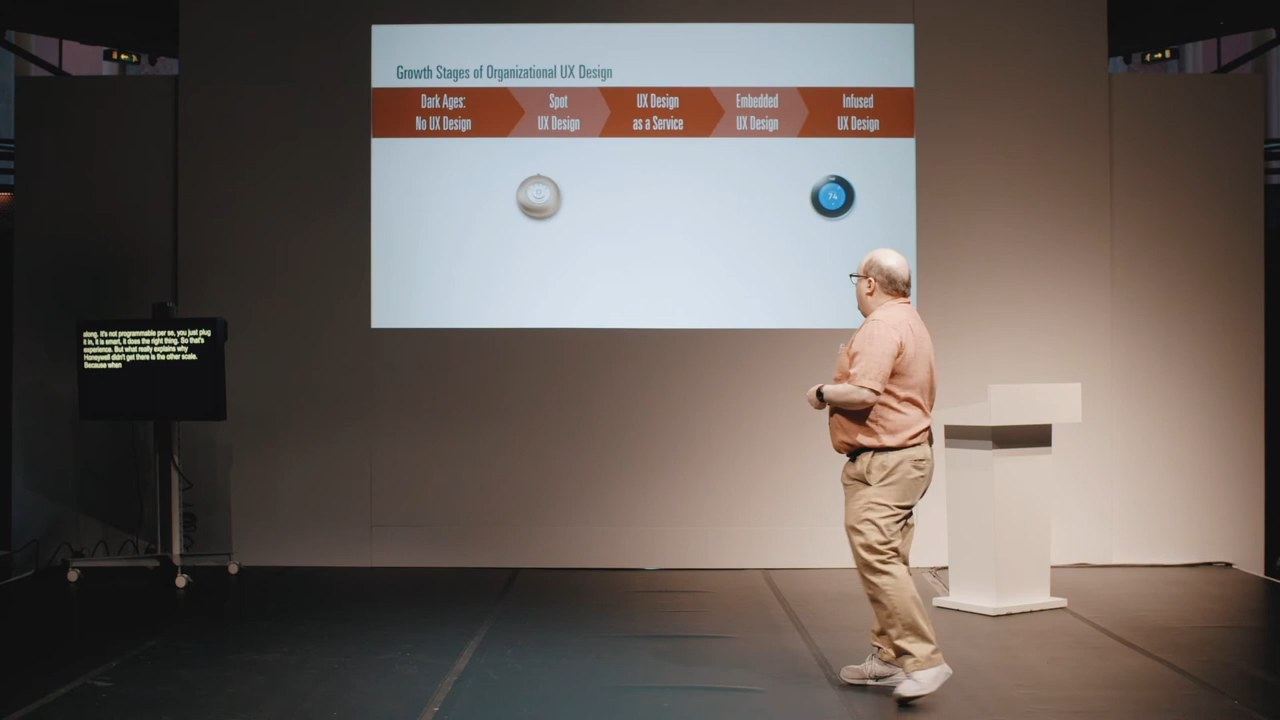 Growth Stages of Organizational UX Design
Dark Ages:
No UX Design
Spot
UX Design
UX Design
as a Service
Embedded
UX Design
Infused
UX Design
74
along. It's not programmable per se, you just plug
it in, it is smart, it does the right thing. So that's
experience. But what really explains why
Honeywell didn't get there is the other scale.
Because when